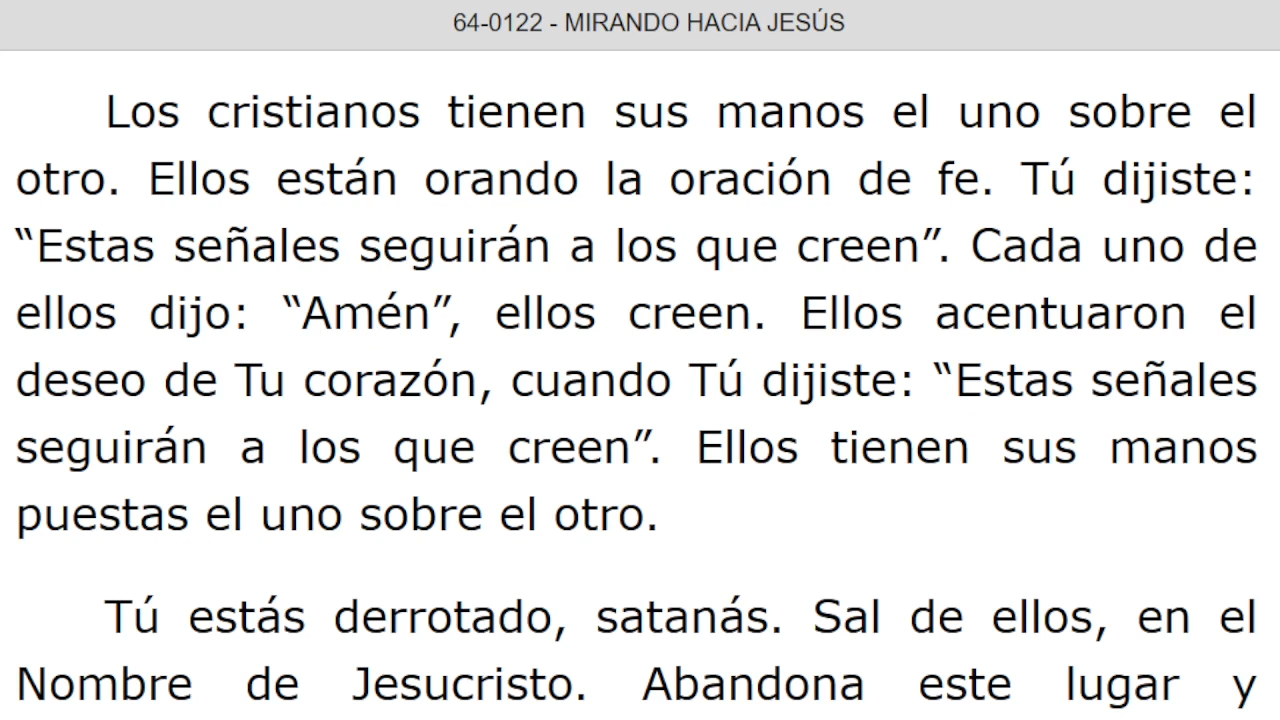 64-0122 - MIRANDO HACIA JESÚS
Los cristianos tienen sus manos el uno sobre el
otro. Ellos están orando la oración de fe. Tú dijiste:
“Estas señales seguirán a los que creen”. Cada uno de
ellos dijo: “Amén”, ellos creen. Ellos acentuaron el
deseo de Tu corazón, cuando Tú dijiste: “Estas señales
seguirán a los que creen”. Ellos tienen sus manos
puestas el uno sobre el otro.
Tú estás derrotado, satanás. Sal de ellos, en el
Nombre de Jesucristo. Abandona este lugar y